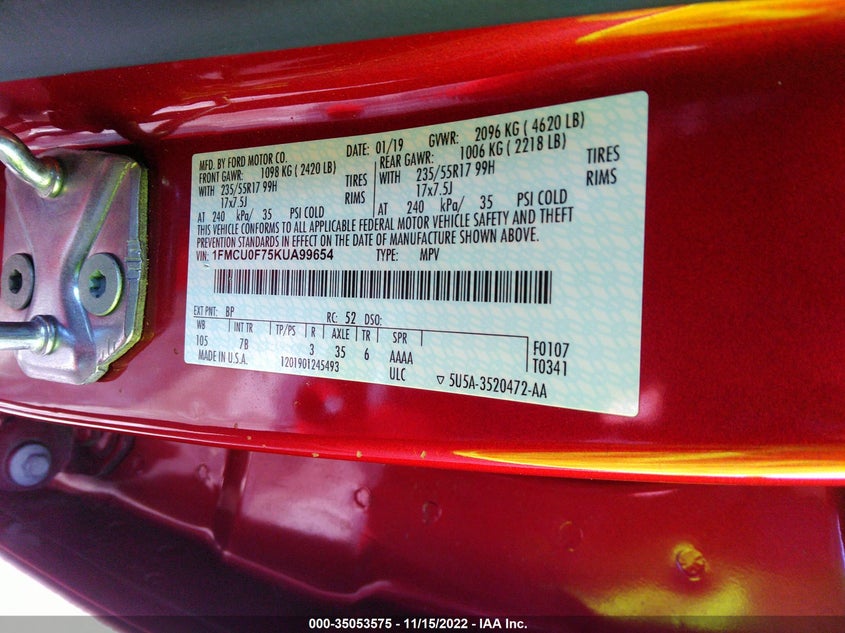 MFD. BY FORD MOTOR CO.
DATE: 01/19 GVWR: 2096 KG ( 4620 LB)
FRONT GAWR: 1098 KG ( 2420 LB) REAR GAWR: 1006 KG ( 2218 LB)
WITH 235/55R17 99H TIRES WITH 235/55R17 99H TIRES
17x7.5J RIMS 17x7.5J RIMS
AT 240 kPa/ 35 PSI COLD AT 240 kPa/ 35 PSI COLD
THIS VEHICLE CONFORMS TO ALL APPLICABLE FEDERAL MOTOR VEHICLE SAFETY AND THEFT
PREVENTION STANDARDS IN EFFECT ON THE DATE OF MANUFACTURE SHOWN ABOVE.
VIN: 1FMCU0F75KUA99654 TYPE: MPV
EXT PNT: BP RC: 52 DSO:
WB INT TR TP/PS R AXLE TR SPR
105 7B 3 35 6 AAAA F0107
MADE IN U.S.A. 1201901245493 ULC T0341
▽ 5U5A-3520472-AA
000-35053575 - 11/15/2022 - IAA Inc.